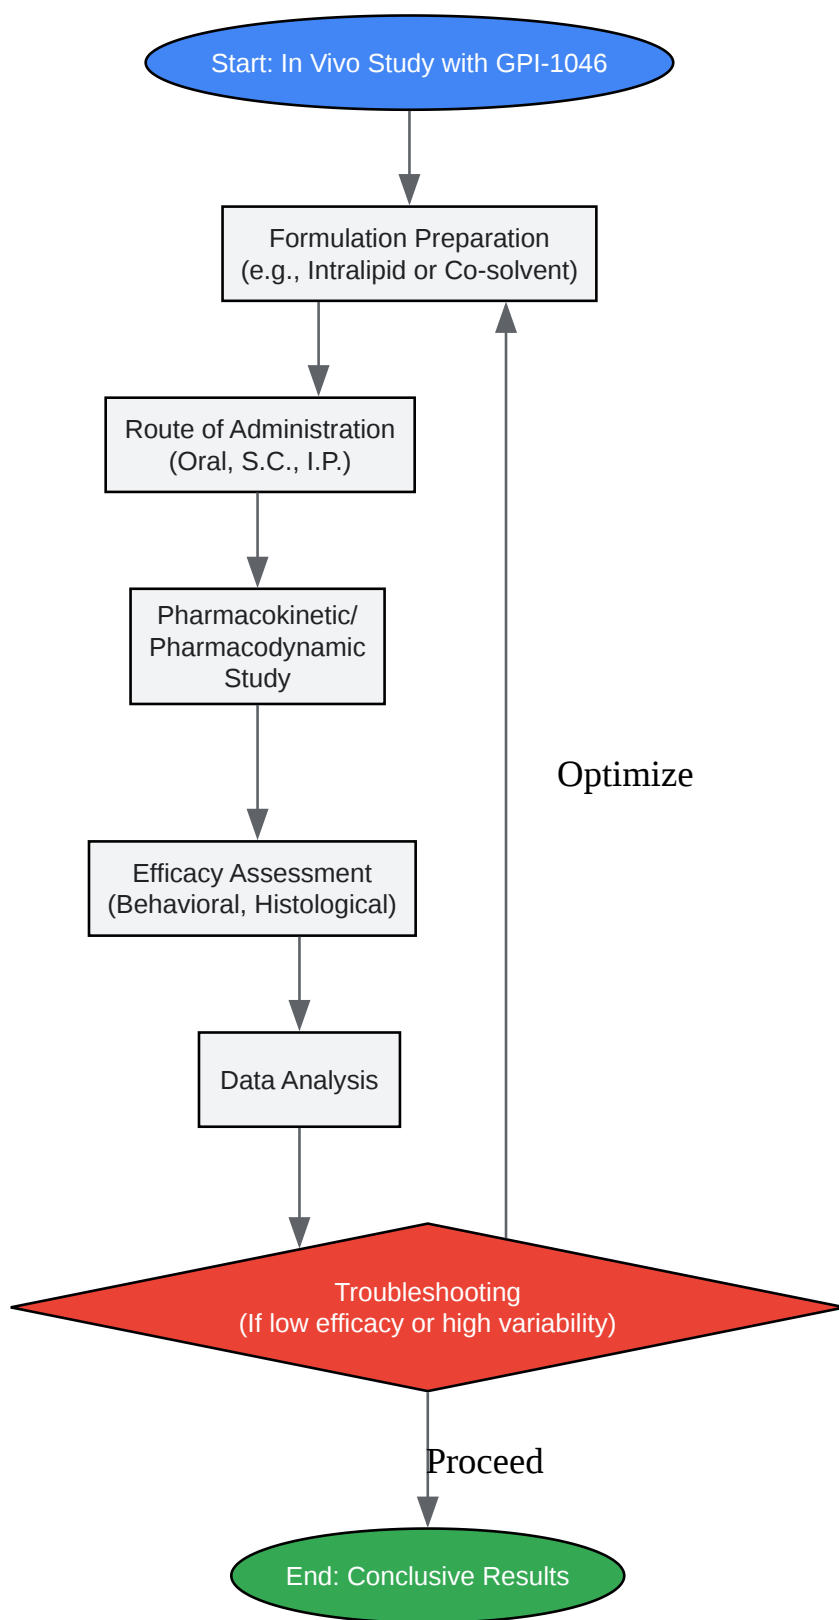 Start: In Vivo Study with GPI-1046
Formulation Preparation
(e.g., Intralipid or Co-solvent)
Route of Administration
(Oral, S.C., I.P.)
Pharmacokinetic/
Pharmacodynamic
Study
Optimize
Efficacy Assessment
(Behavioral, Histological)
Data Analysis
Troubleshooting
(If low efficacy or high variability)
Proceed
End: Conclusive Results